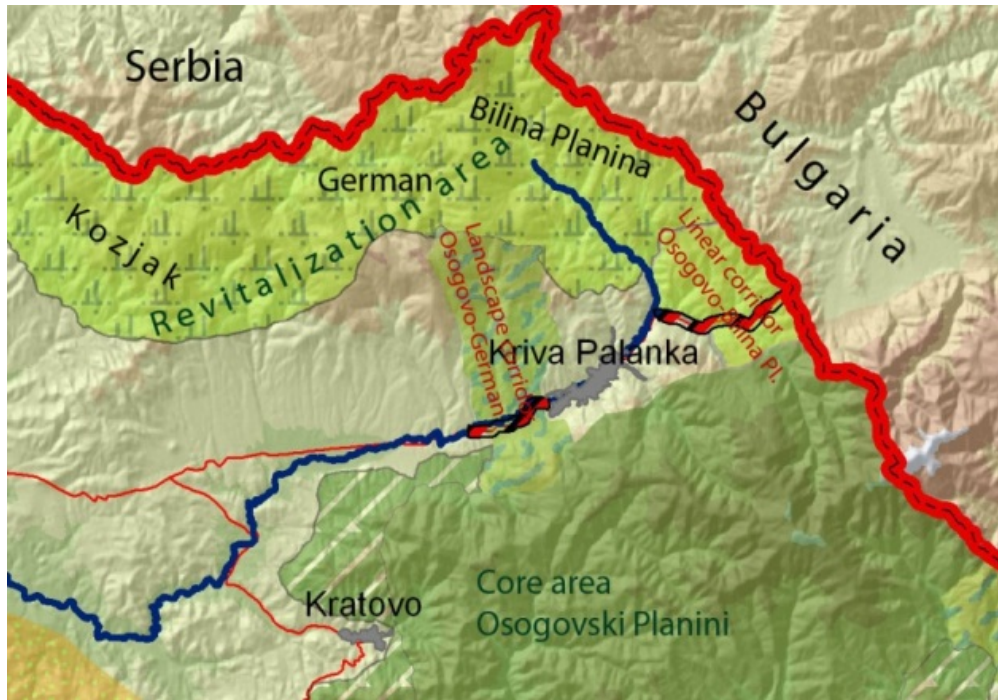 Serbia
Bulgaria
Bilina Planina
German
Kozjak
Revitalization area
Landscape Corridor
Osogovo-German
Linear corridor
Osogovo-Bilina Pl.
Kriva Palanka
Core area
Osogovski Planini
Kratovo